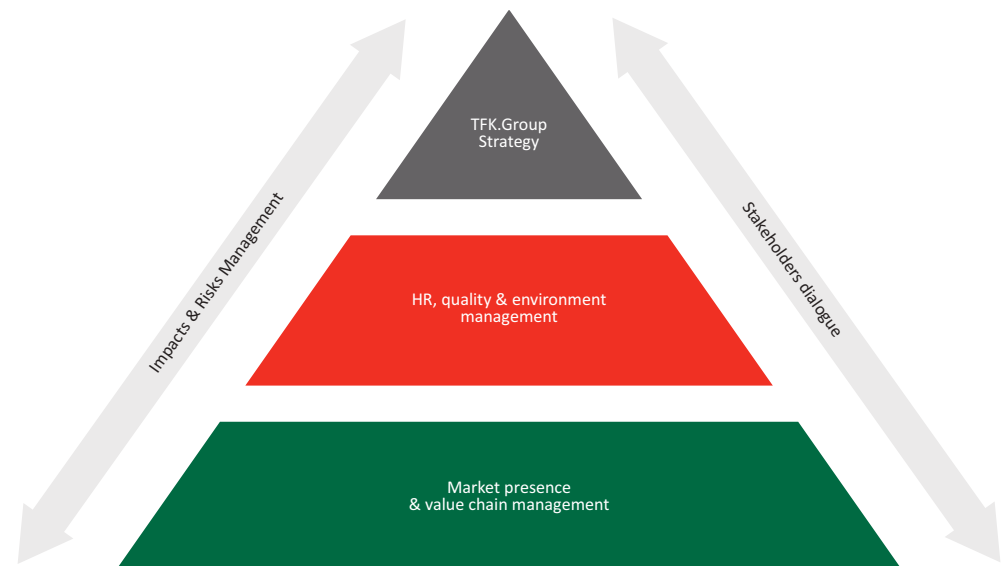 TFK.Group
Strategy
Impacts & Risks Management
Stakeholders dialogue
HR, quality & environment
management
Market presence
& value chain management